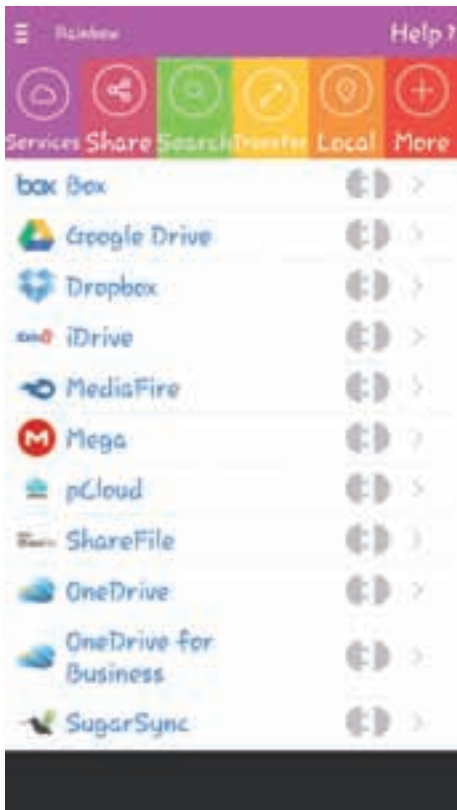 Rainbow Help ?
Services Share Search Transfer Local More
box Box
Google Drive
Dropbox
iDrive
MediaFire
M Mega
pCloud
ShareFile
OneDrive
OneDrive for
Business
SugarSync